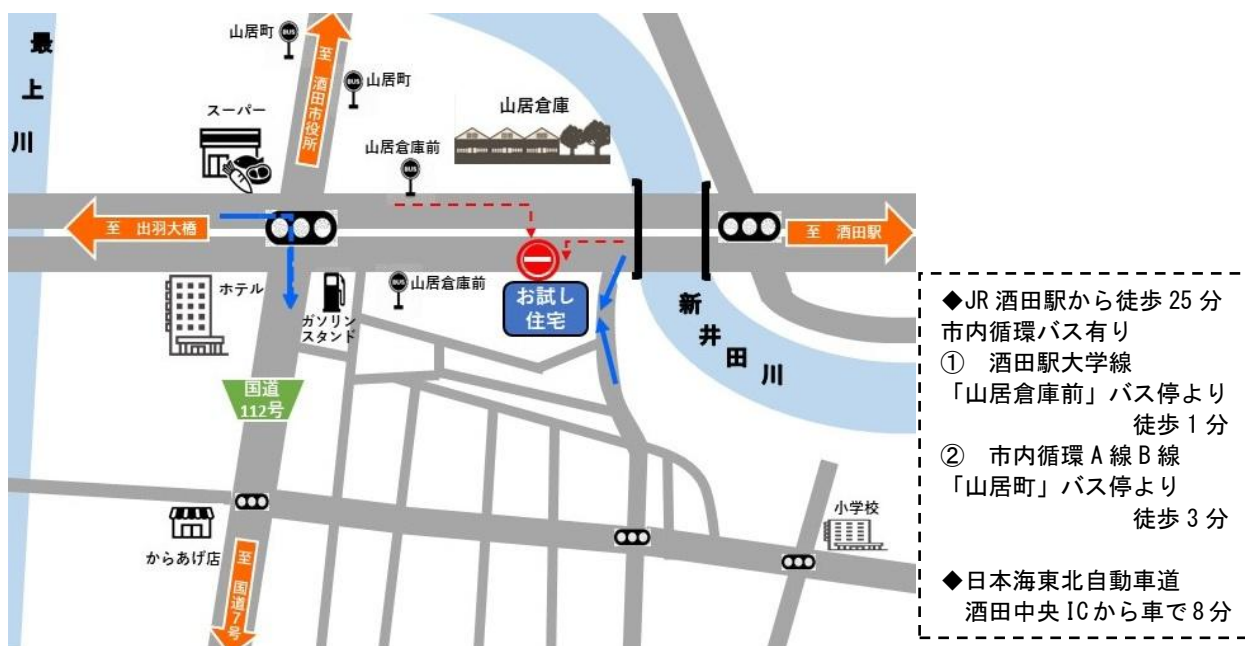 最上川
山居町
BUS
至 酒田市役所
BUS
山居町
スーパー
山居倉庫
山居倉庫前
BUS
至 出羽大橋
至 酒田駅
ホテル
ガソリン
スタンド
BUS
山居倉庫前
お試し
住宅
新井田川
国道
112号
からあげ店
至 国道7号
小学校
◆JR 酒田駅から徒歩 25 分
市内循環バス有り
① 酒田駅大学線
「山居倉庫前」バス停より
徒歩 1 分
② 市内循環 A 線 B 線
「山居町」バス停より
徒歩 3 分
◆日本海東北自動車道
酒田中央 IC から車で 8 分